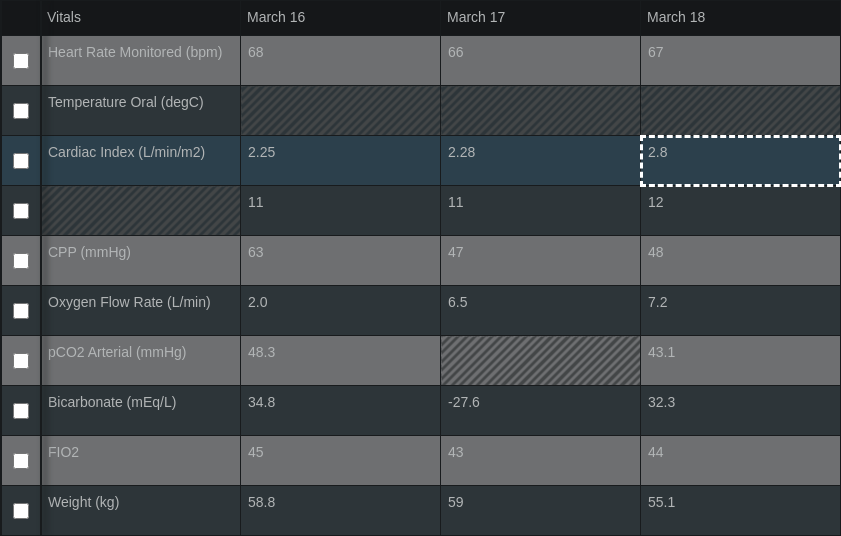 Vitals March 16 March 17 March 18
Heart Rate Monitored (bpm) 68 66 67
Temperature Oral (degC)
Cardiac Index (L/min/m2) 2.25 2.28 2.8
11 11 12
CPP (mmHg) 63 47 48
Oxygen Flow Rate (L/min) 2.0 6.5 7.2
pCO2 Arterial (mmHg) 48.3 43.1
Bicarbonate (mEq/L) 34.8 -27.6 32.3
FIO2 45 43 44
Weight (kg) 58.8 59 55.1